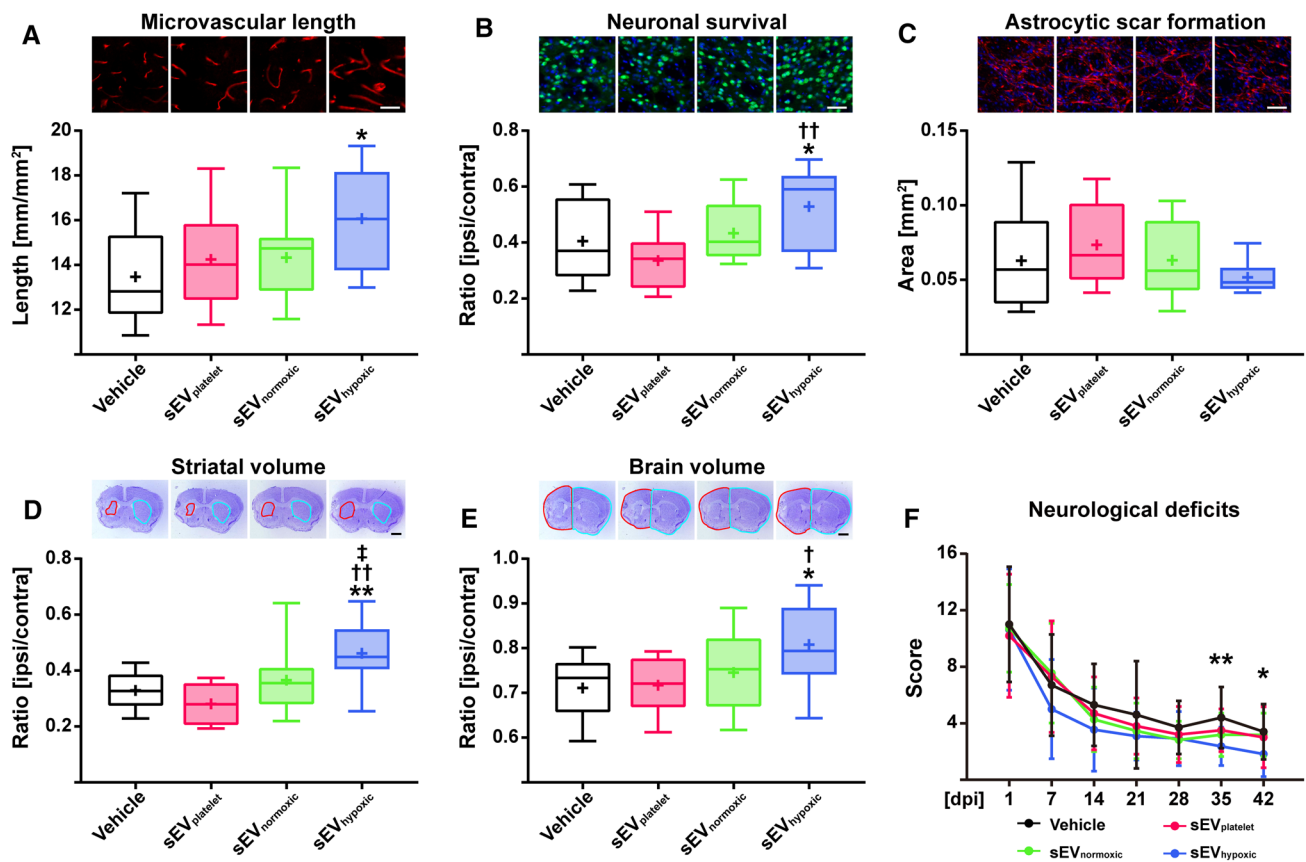 A
Microvascular length
Length [mm/mm²]
20
18
16
14
12
*
Vehicle
sEVplatelet
sEVnormoxic
sEVhypoxic
B
Neuronal survival
Ratio [ipsi/contra]
0.8
0.6
0.4
0.2
††
*
Vehicle
sEVplatelet
sEVnormoxic
sEVhypoxic
C
Astrocytic scar formation
Area [mm²]
0.15
0.10
0.05
Vehicle
sEVplatelet
sEVnormoxic
sEVhypoxic
D
Striatal volume
Ratio [ipsi/contra]
0.8
0.6
0.4
0.2
‡
††
**
Vehicle
sEVplatelet
sEVnormoxic
sEVhypoxic
E
Brain volume
Ratio [ipsi/contra]
1.0
0.9
0.8
0.7
0.6
†
*
Vehicle
sEVplatelet
sEVnormoxic
sEVhypoxic
F
Neurological deficits
Score
16
12
8
4
**
*
[dpi] 1 7 14 21 28 35 42
Vehicle
sEVplatelet
sEVnormoxic
sEVhypoxic